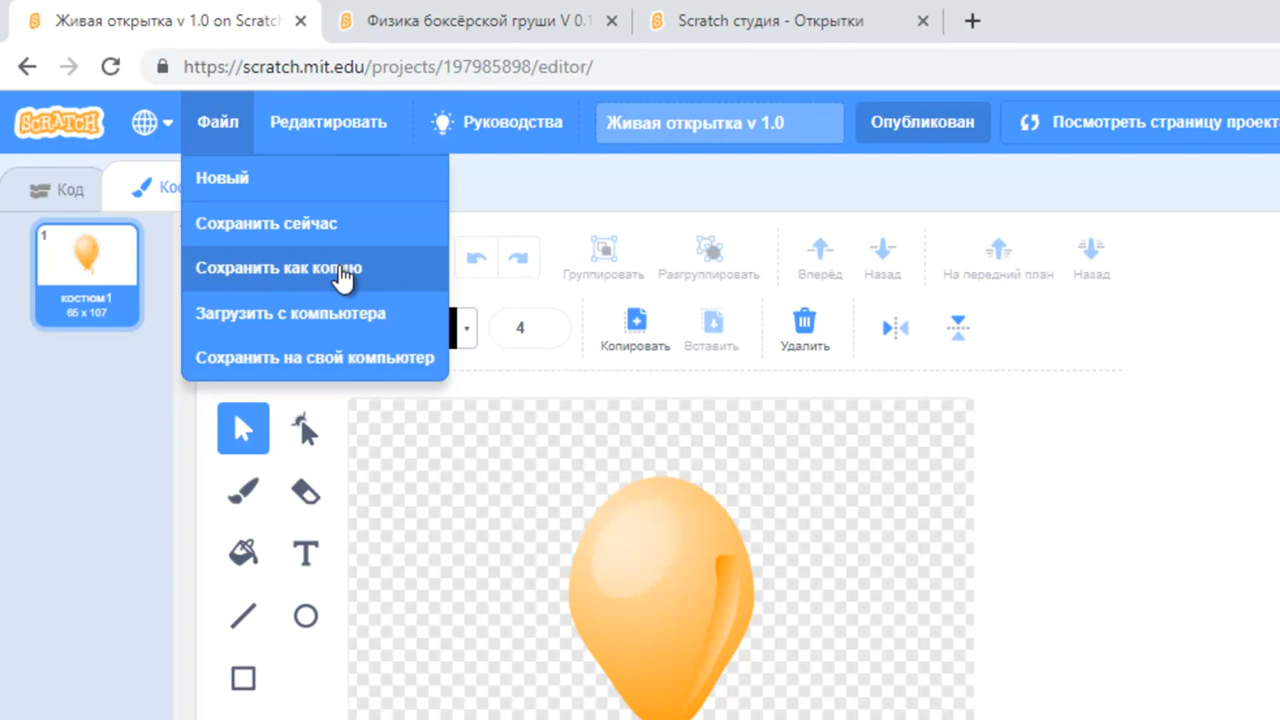 Живая открытка v 1.0 on Scratch
Физика боксёрской груши V 0.1
Scratch студия - Открытки
https://scratch.mit.edu/projects/197985898/editor/
SCRATCH
Файл
Редактировать
Руководства
Живая открытка v 1.0
Опубликован
Посмотреть страницу проект
Код
Кос
Новый
Сохранить сейчас
Сохранить как копию
Загрузить с компьютера
Сохранить на свой компьютер
1
костюм1
65 x 107
Группировать
Разгруппировать
Вперёд
Назад
На передний план
Назад
4
Копировать
Вставить
Удалить
T